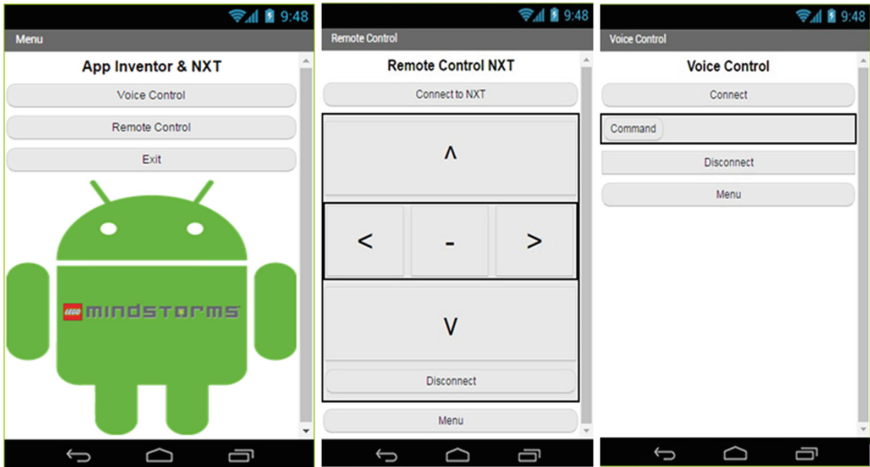 9:48
Menu
App Inventor & NXT
Voice Control
Remote Control
Exit
LEGO mindstorms
9:48
Remote Control
Remote Control NXT
Connect to NXT
^
< - >
v
Disconnect
Menu
9:48
Voice Control
Voice Control
Connect
Command
Disconnect
Menu